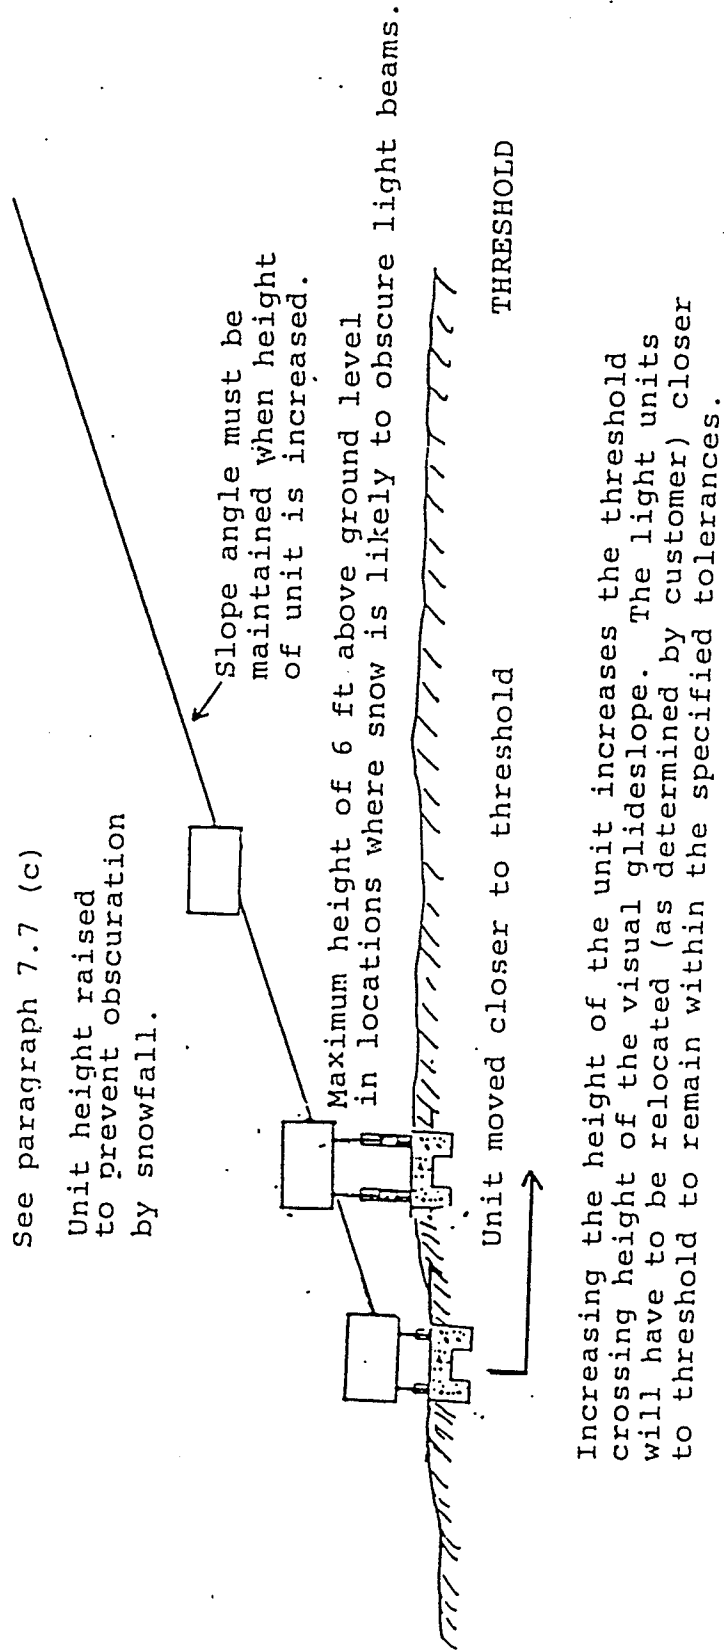 See paragraph 7.7 (c)
Unit height raised
to prevent obscuration
by snowfall.
Slope angle must be
maintained when height
of unit is increased.
Maximum height of 6 ft above ground level
in locations where snow is likely to obscure light beams.
THRESHOLD
Unit moved closer to threshold
Increasing the height of the unit increases the threshold
crossing height of the visual glideslope. The light units
will have to be relocated (as determined by customer) closer
to threshold to remain within the specified tolerances.